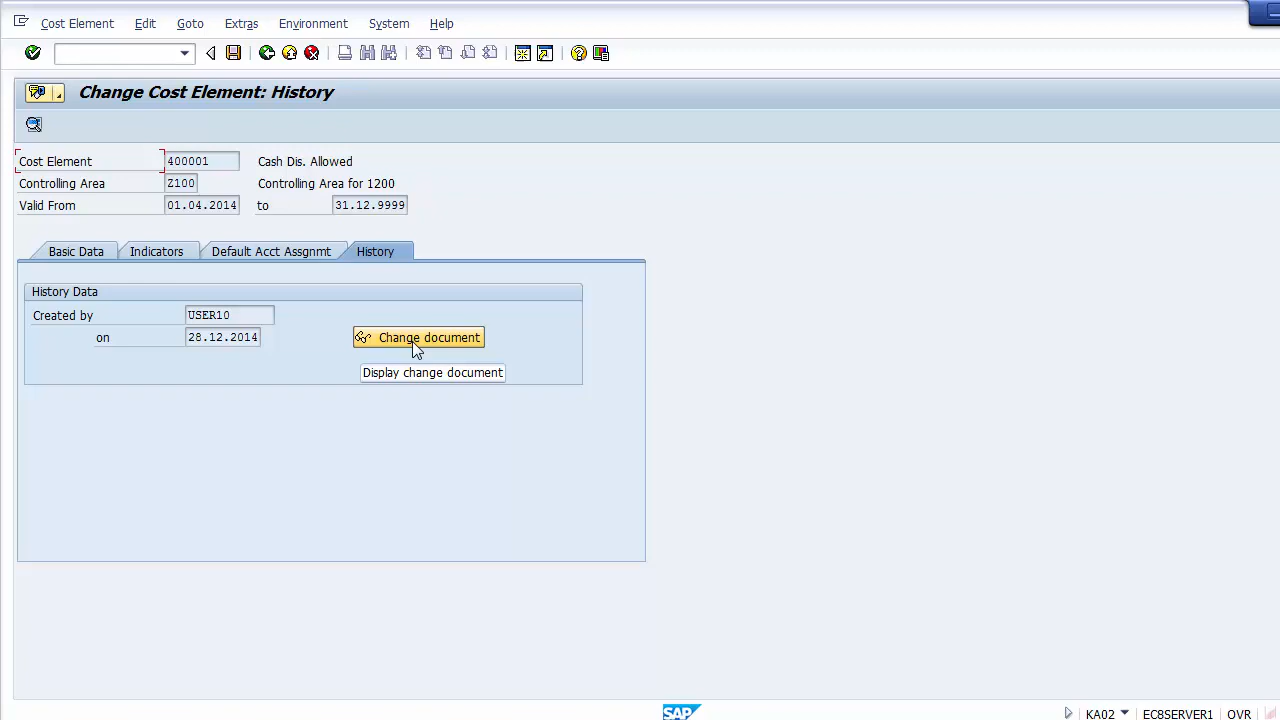 Cost Element Edit Goto Extras Environment System Help
Change Cost Element: History
Cost Element 400001 Cash Dis. Allowed
Controlling Area Z100 Controlling Area for 1200
Valid From 01.04.2014 to 31.12.9999
Basic Data Indicators Default Acct Assgnmt History
History Data
Created by USER10
on 28.12.2014 Change document
Display change document
SAP KA02 EC8SERVER1 OVR